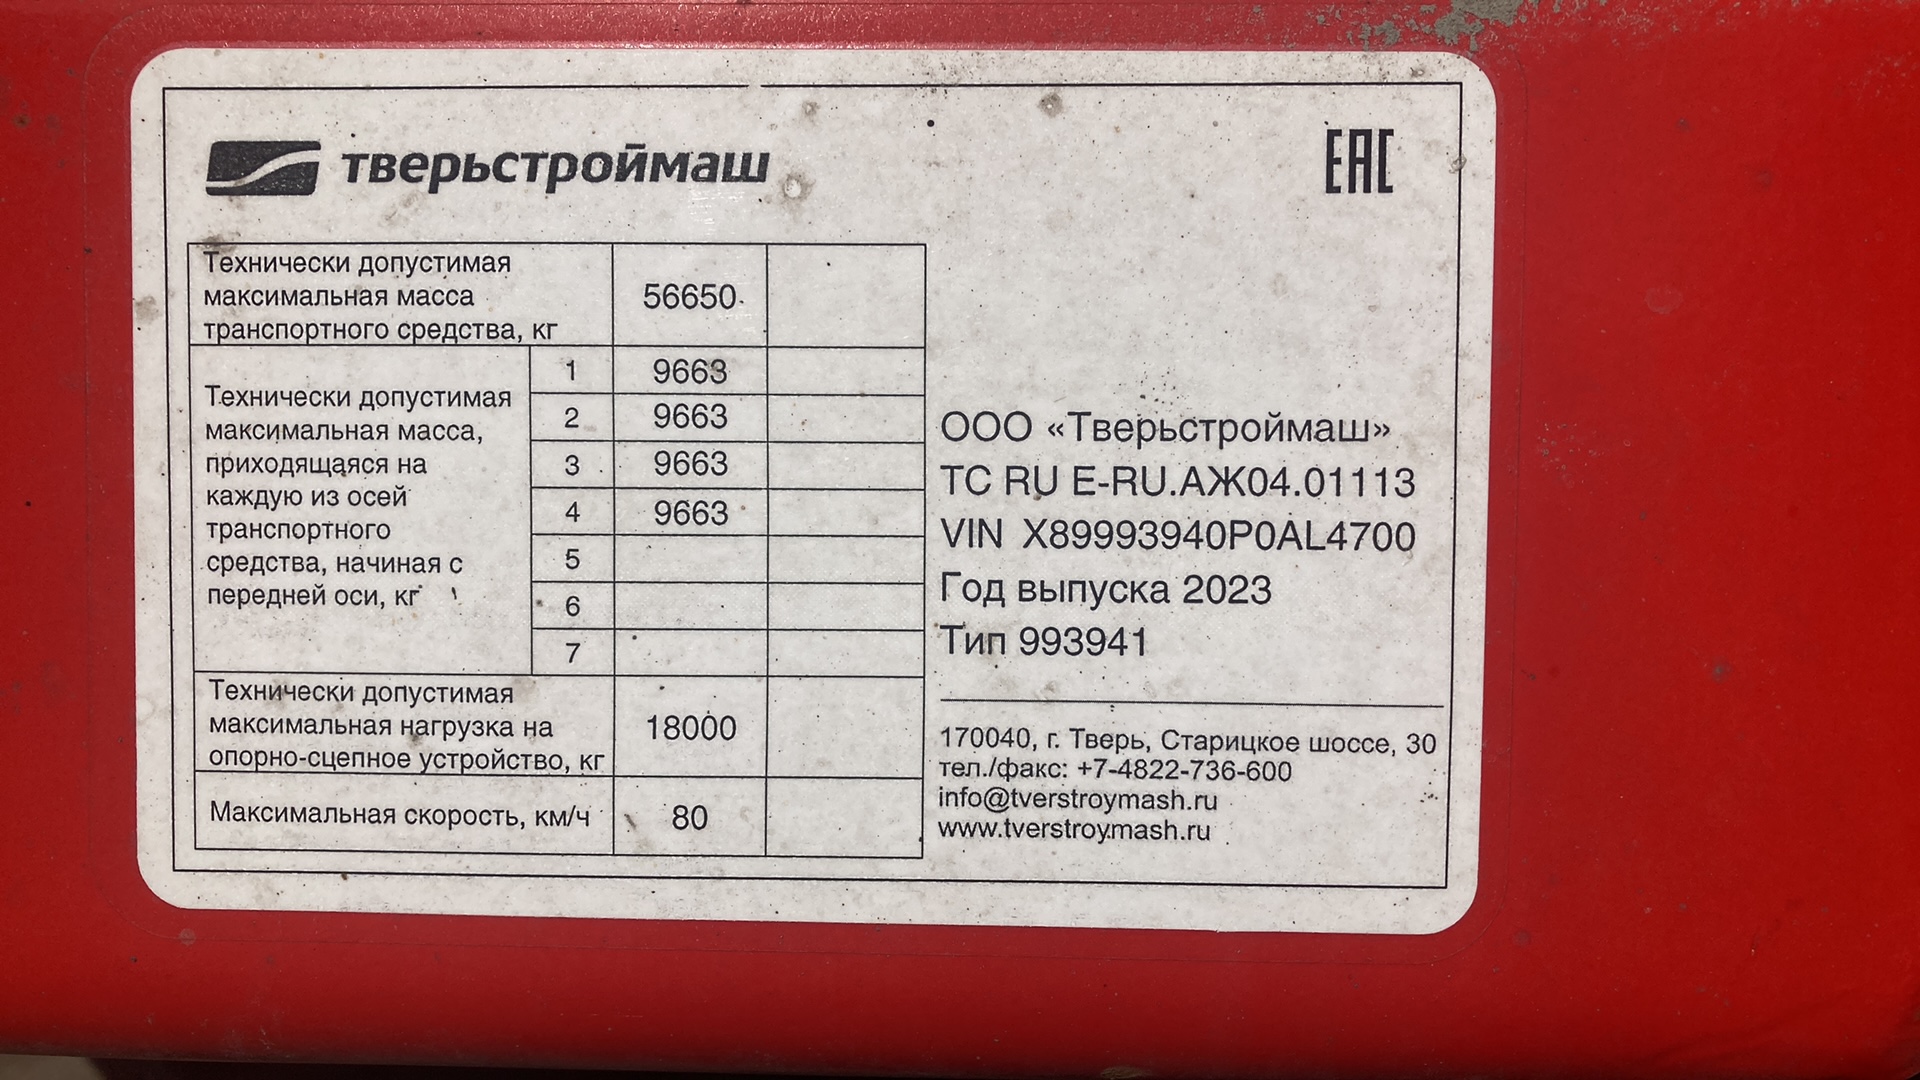 тверьстроймаш
EAC
Технически допустимая
максимальная масса
транспортного средства, кг
56650
Технически допустимая
максимальная масса,
приходящаяся на
каждую из осей
транспортного
средства, начиная с
передней оси, кг
1 9663
2 9663
3 9663
4 9663
5
6
7
Технически допустимая
максимальная нагрузка на
опорно-сцепное устройство, кг
18000
Максимальная скорость, км/ч 80
ООО «Тверьстроймаш»
ТС RU E-RU.АЖ04.01113
VIN X89993940P0AL4700
Год выпуска 2023
Тип 993941
170040, г. Тверь, Старицкое шоссе, 30
тел./факс: +7-4822-736-600
info@tverstroymash.ru
www.tverstroymash.ru